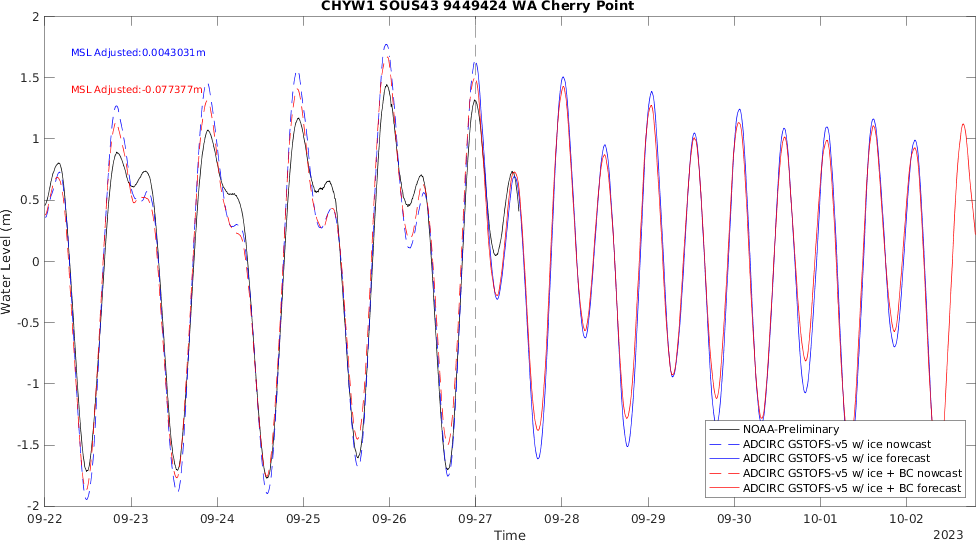 CHYW1 SOUS43 9449424 WA Cherry Point
MSL Adjusted:0.0043031m
MSL Adjusted:-0.077377m
Water Level (m)
2
1.5
1
0.5
0
-0.5
-1
-1.5
-2
NOAA-Preliminary
ADCIRC GSTOFS-v5 w/ ice nowcast
ADCIRC GSTOFS-v5 w/ ice forecast
ADCIRC GSTOFS-v5 w/ ice + BC nowcast
ADCIRC GSTOFS-v5 w/ ice + BC forecast
09-22 09-23 09-24 09-25 09-26 09-27 09-28 09-29 09-30 10-01 10-02
Time
2023